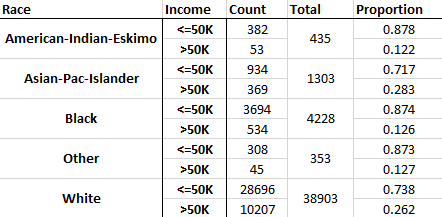 Race Income Count Total Proportion
American-Indian-Eskimo <=50K 382 435 0.878
>50K 53 0.122
Asian-Pac-Islander <=50K 934 1303 0.717
>50K 369 0.283
Black <=50K 3694 4228 0.874
>50K 534 0.126
Other <=50K 308 353 0.873
>50K 45 0.127
White <=50K 28696 38903 0.738
>50K 10207 0.262